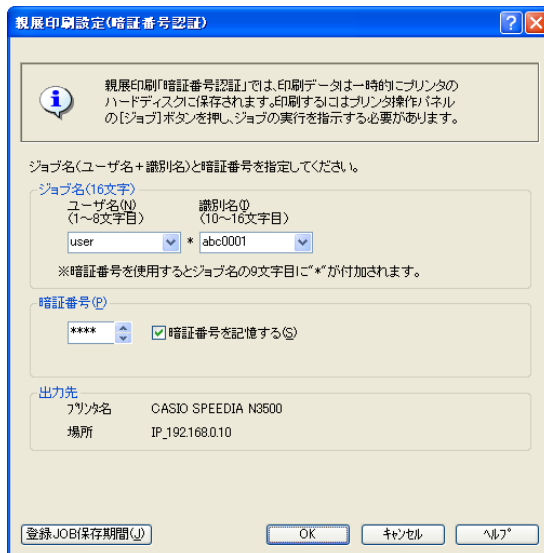 親展印刷設定(暗証番号認証)
親展印刷「暗証番号認証」では、印刷データは一時的にプリンタの
ハードディスクに保存されます。印刷するにはプリンタ操作パネル
の[ジョブ]ボタンを押し、ジョブの実行を指示する必要があります。
ジョブ名(ユーザ名+識別名)と暗証番号を指定してください。
ジョブ名(16文字)
ユーザ名(N) 識別名(I)
(1～8文字目) (10～16文字目)
user * abc0001
※暗証番号を使用するとジョブ名の9文字目に"*"が付加されます。
暗証番号(P)
**** 暗証番号を記憶する(S)
出力先
プリンタ名 CASIO SPEEDIA N3500
場所 IP_192.168.0.10
登録JOB保存期間(J) OK キャンセル ヘルプ